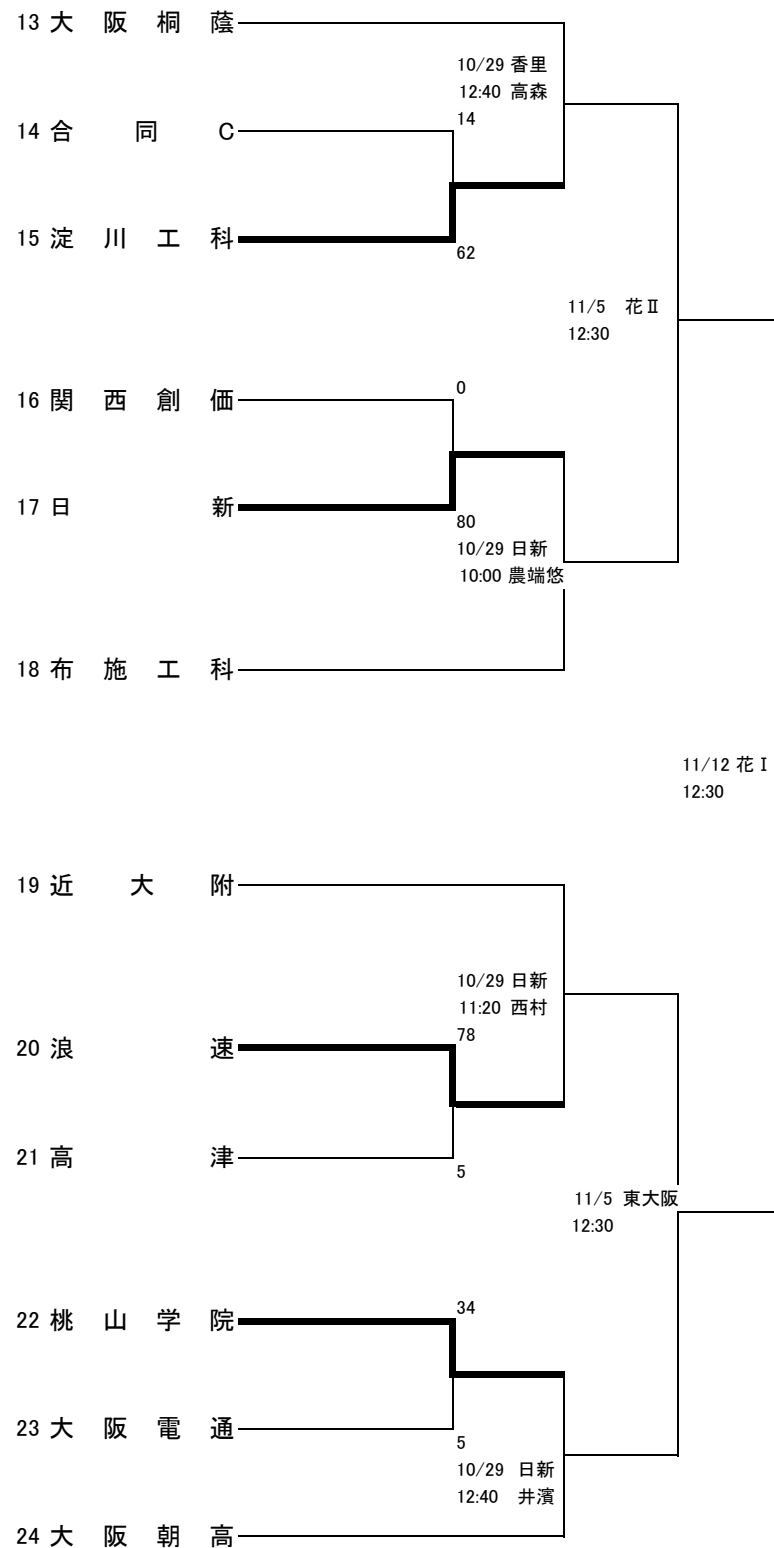 13 大阪桐蔭
10/29 香里
12:40 高森
14
14 合同C
15 淀川工科
62
11/5 花Ⅱ
12:30
0
16 関西創価
17 日新
80
10/29 日新
10:00 農端悠
18 布施工科
11/12 花Ⅰ
12:30
19 近大附
10/29 日新
11:20 西村
78
20 浪速
21 高津
5
11/5 東大阪
12:30
34
22 桃山学院
23 大阪電通
5
10/29 日新
12:40 井濱
24 大阪朝高